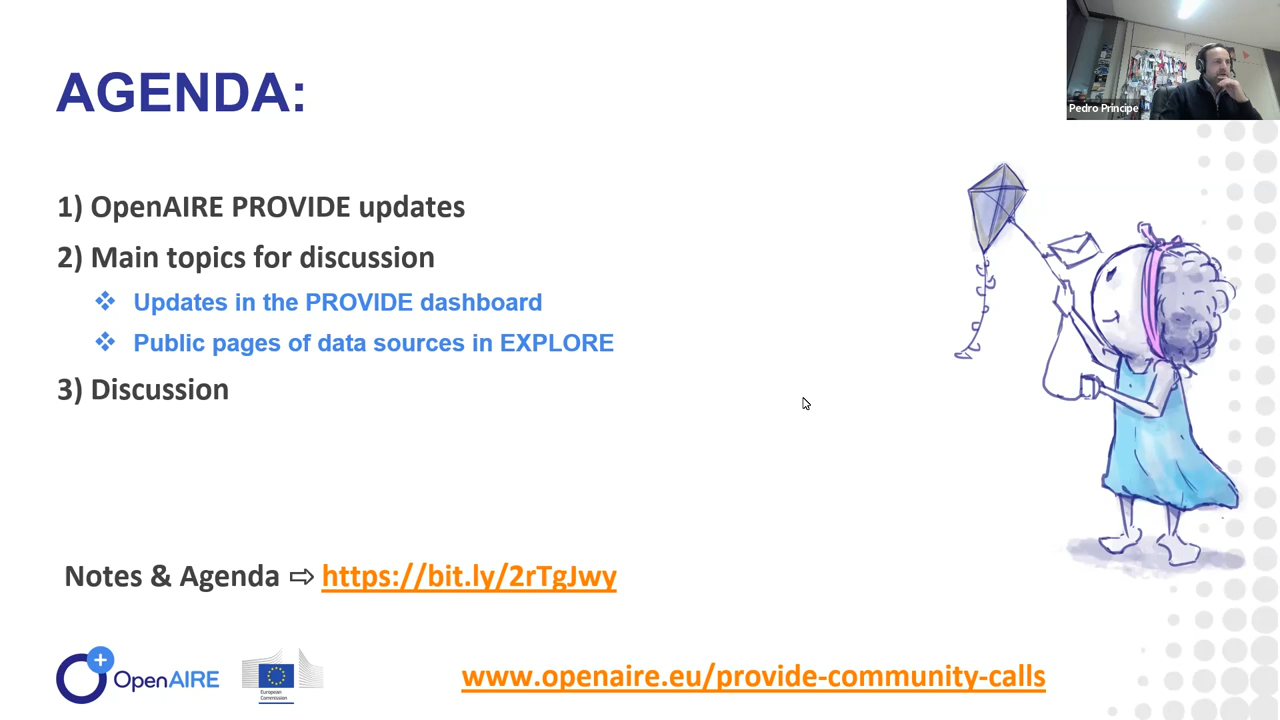 Pedro Principe
AGENDA:
1) OpenAIRE PROVIDE updates
2) Main topics for discussion
❖ Updates in the PROVIDE dashboard
❖ Public pages of data sources in EXPLORE
3) Discussion
Notes & Agenda ⇨ https://bit.ly/2rTgJwy
OpenAIRE
European
Commission
www.openaire.eu/provide-community-calls